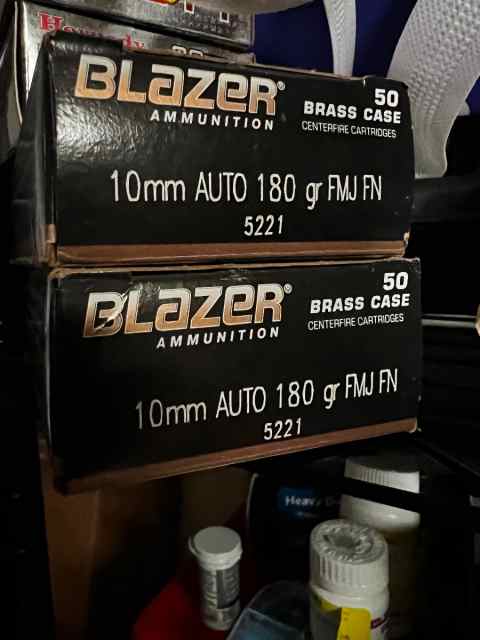 Hornady
BLAZER®
AMMUNITION
50
BRASS CASE
CENTERFIRE CARTRIDGES
10mm AUTO 180 gr FMJ FN
5221
BLAZER®
AMMUNITION
50
BRASS CASE
CENTERFIRE CARTRIDGES
10mm AUTO 180 gr FMJ FN
5221